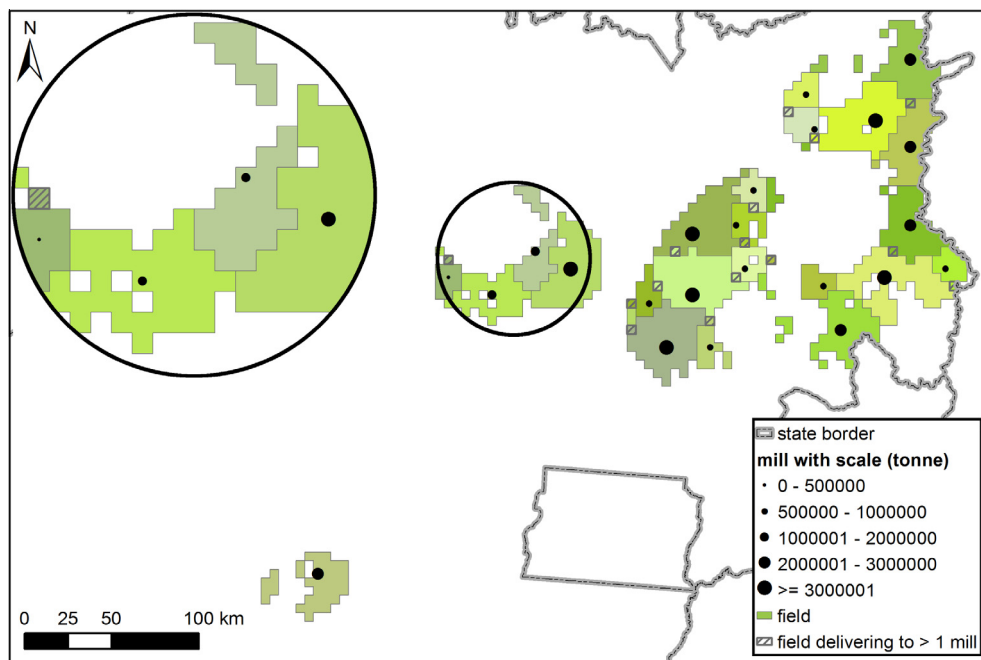 N
state border
mill with scale (tonne)
0 - 500000
500000 - 1000000
1000001 - 2000000
2000001 - 3000000
>= 3000001
field
field delivering to > 1 mill
0 25 50 100 km